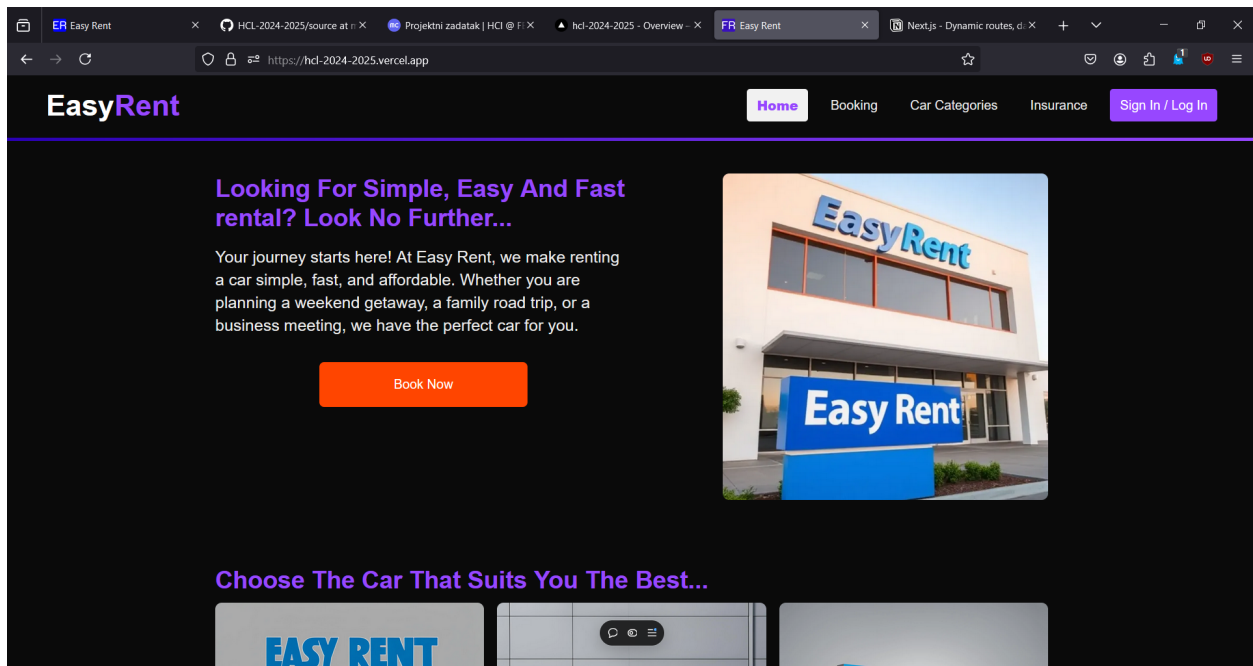 ER Easy Rent
HCL-2024-2025/source at
Projektni zadatak | HCI @ F
hcl-2024-2025 - Overview –
FR Easy Rent
Next.js - Dynamic routes, d
https://hcl-2024-2025.vercel.app
1
EasyRent
Home
Booking
Car Categories
Insurance
Sign In / Log In
Looking For Simple, Easy And Fast
rental? Look No Further...
Your journey starts here! At Easy Rent, we make renting
a car simple, fast, and affordable. Whether you are
planning a weekend getaway, a family road trip, or a
business meeting, we have the perfect car for you.
Book Now
EasyRent
Easy Rent
Choose The Car That Suits You The Best...
EASY RENT